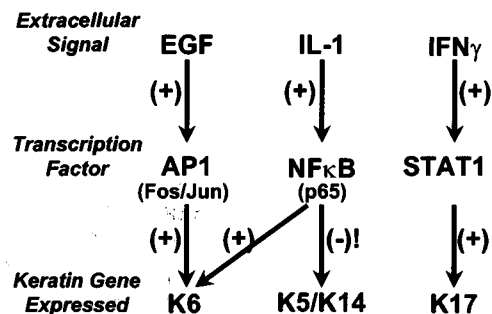 Extracellular
Signal
EGF IL-1 IFNγ
(+) (+) (+)
Transcription
Factor
AP1 NFκB STAT1
(Fos/Jun) (p65)
(+) (+) (-)! (+)
Keratin Gene
Expressed
K6 K5/K14 K17